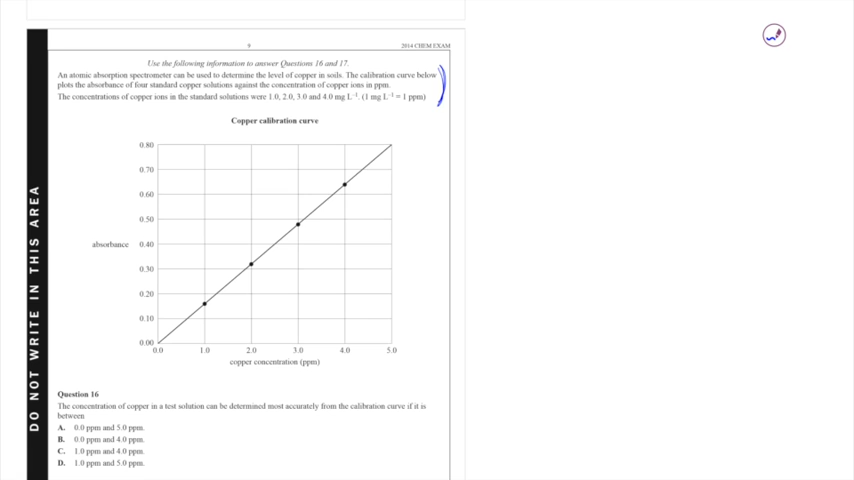 9
2014 CHEM EXAM
Use the following information to answer Questions 16 and 17.
An atomic absorption spectrometer can be used to determine the level of copper in soils. The calibration curve below
plots the absorbance of four standard copper solutions against the concentration of copper ions in ppm.
The concentrations of copper ions in the standard solutions were 1.0, 2.0, 3.0 and 4.0 mg L⁻¹. (1 mg L⁻¹ = 1 ppm)
Copper calibration curve
0.80
0.70
0.60
0.50
absorbance 0.40
0.30
0.20
0.10
0.00
0.0 1.0 2.0 3.0 4.0 5.0
copper concentration (ppm)
DO NOT WRITE IN THIS AREA
Question 16
The concentration of copper in a test solution can be determined most accurately from the calibration curve if it is
between
A. 0.0 ppm and 5.0 ppm.
B. 0.0 ppm and 4.0 ppm.
C. 1.0 ppm and 4.0 ppm.
D. 1.0 ppm and 5.0 ppm.